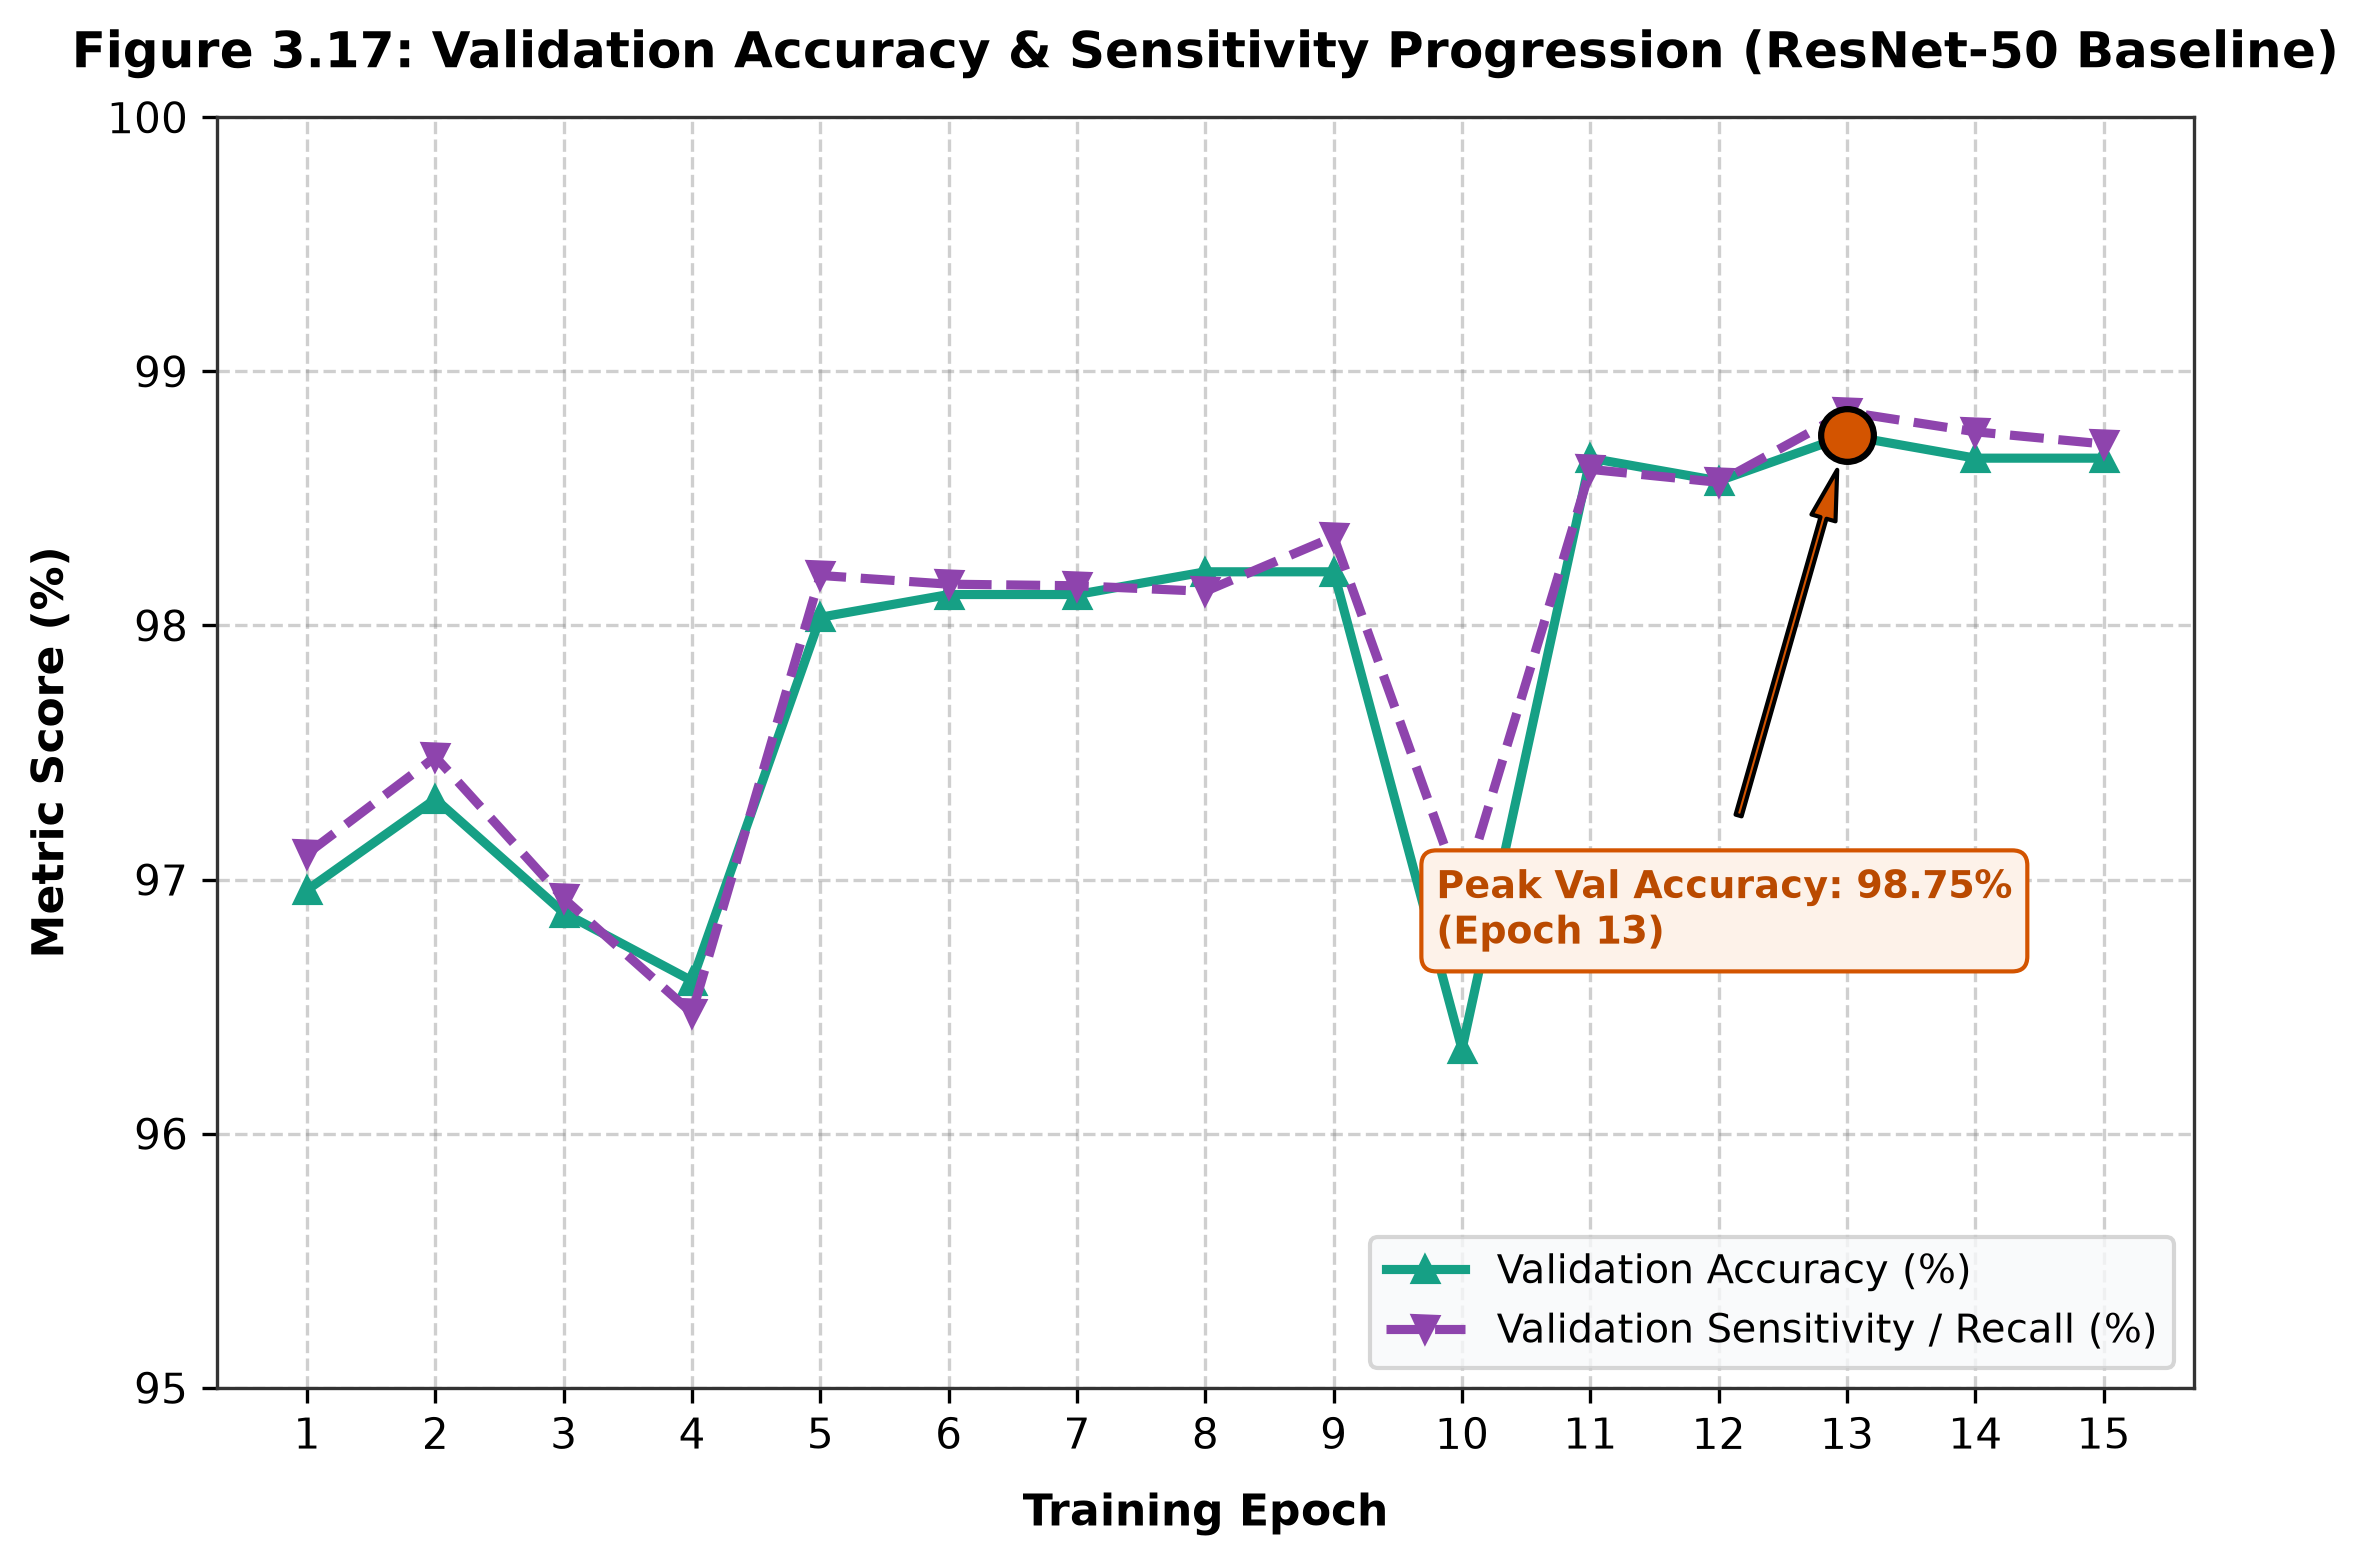 Figure 3.17: Validation Accuracy & Sensitivity Progression (ResNet-50 Baseline)
100
99
98
97
96
95
Metric Score (%)
Peak Val Accuracy: 98.75%
(Epoch 13)
Validation Accuracy (%)
Validation Sensitivity / Recall (%)
1 2 3 4 5 6 7 8 9 10 11 12 13 14 15
Training Epoch